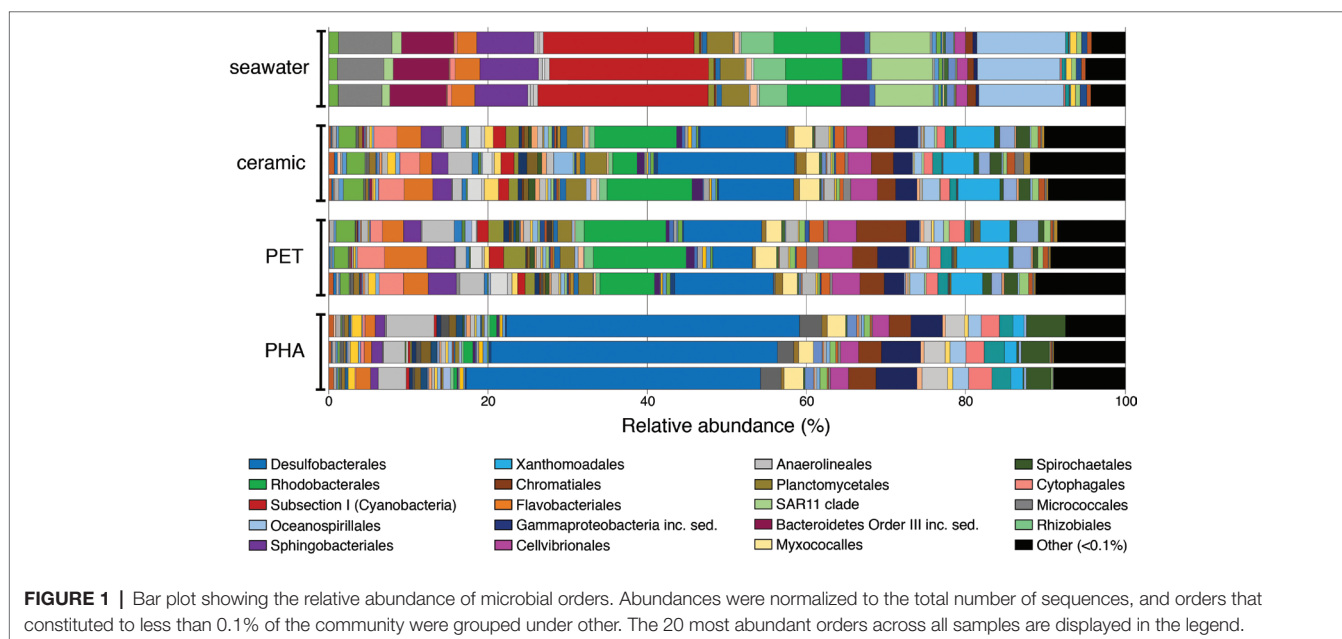 seawater
ceramic
PET
PHA
0 20 40 60 80 100
Relative abundance (%)
Desulfobacterales Xanthomoadales Anaerolineales Spirochaetales
Rhodobacterales Chromatiales Planctomycetales Cytophagales
Subsection I (Cyanobacteria) Flavobacteriales SAR11 clade Micrococcales
Oceanospirillales Gammaproteobacteria inc. sed. Bacteroidetes Order III inc. sed. Rhizobiales
Sphingobacteriales Cellvibrionales Myxococalles Other (<0.1%)
FIGURE 1 | Bar plot showing the relative abundance of microbial orders. Abundances were normalized to the total number of sequences, and orders that
constituted to less than 0.1% of the community were grouped under other. The 20 most abundant orders across all samples are displayed in the legend.